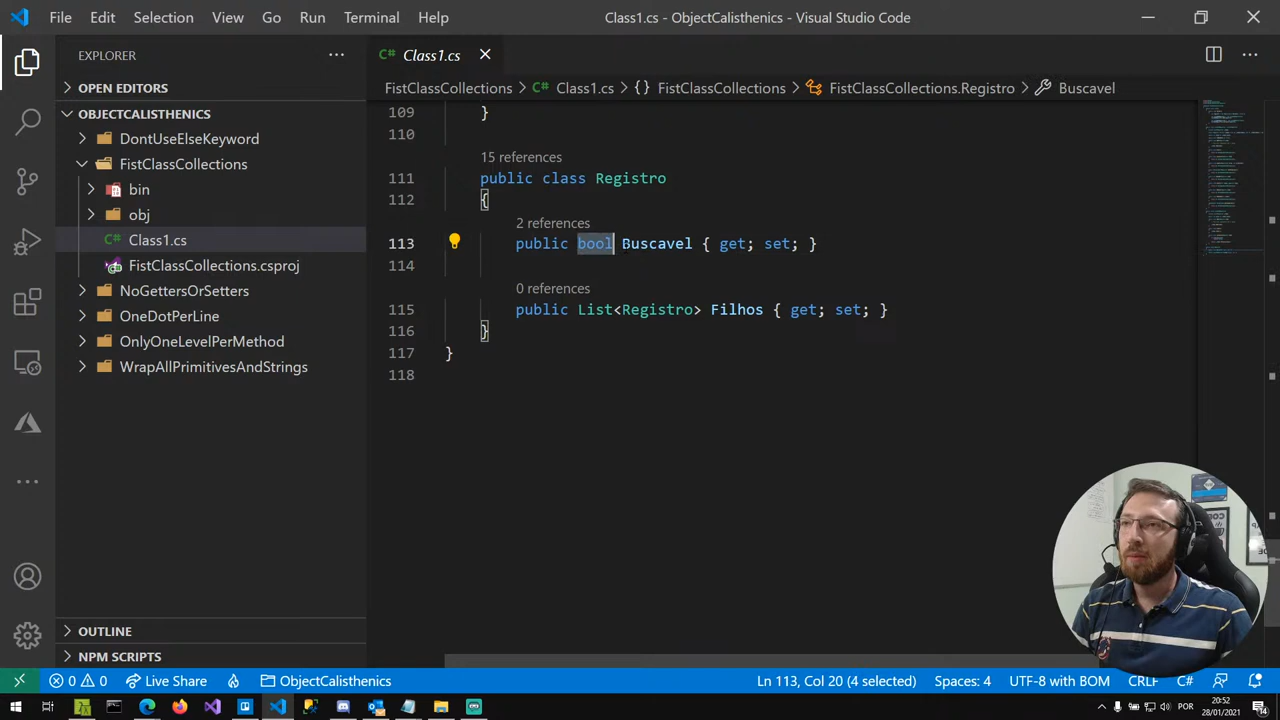 File Edit Selection View Go Run Terminal Help Class1.cs - ObjectCalisthenics - Visual Studio Code
EXPLORER
OPEN EDITORS
OBJECTCALISTHENICS
DontUseElseKeyword
FistClassCollections
bin
obj
Class1.cs
FistClassCollections.csproj
NoGettersOrSetters
OneDotPerLine
OnlyOneLevelPerMethod
WrapAllPrimitivesAndStrings
OUTLINE
NPM SCRIPTS
C# Class1.cs
FistClassCollections > C# Class1.cs > {} FistClassCollections > FistClassCollections.Registro > Buscavel
109 }
110
15 references
111 public class Registro
112 {
references
113 public bool Buscavel { get; set; }
114
0 references
115 public List<Registro> Filhos { get; set; }
116 }
117 }
118
0 0 Live Share ObjectCalisthenics Ln 113, Col 20 (4 selected) Spaces: 4 UTF-8 with BOM CRLF C#
POR 20:52 28/01/2021 14